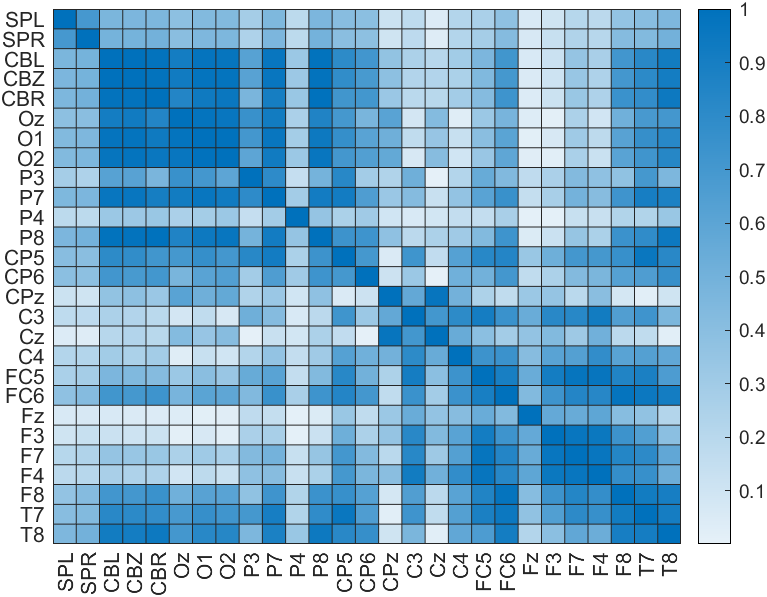 SPL
SPR
CBL
CBZ
CBR
Oz
O1
O2
P3
P7
P4
P8
CP5
CP6
CPz
C3
Cz
C4
FC5
FC6
Fz
F3
F7
F4
F8
T7
T8
SPL SPR CBL CBZ CBR Oz O1 O2 P3 P7 P4 P8 CP5 CP6 CPz C3 Cz C4 FC5 FC6 Fz F3 F7 F4 F8 T7 T8
1
0.9
0.8
0.7
0.6
0.5
0.4
0.3
0.2
0.1